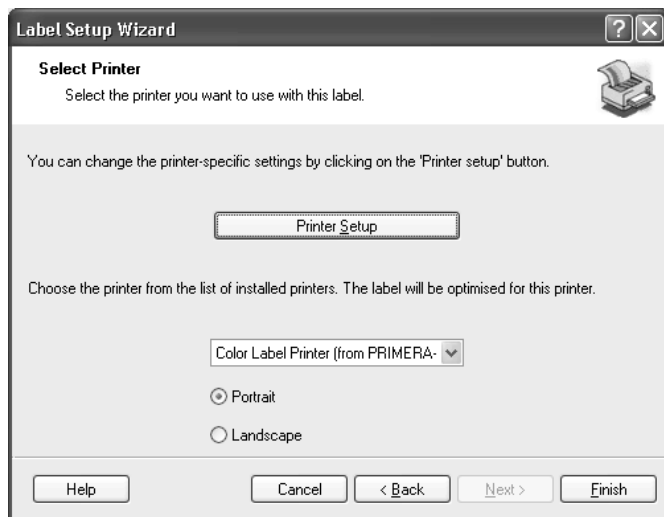 Label Setup Wizard
Select Printer
Select the printer you want to use with this label.
You can change the printer-specific settings by clicking on the 'Printer setup' button.
Printer Setup
Choose the printer from the list of installed printers. The label will be optimised for this printer.
Color Label Printer (from PRIMERA-
Portrait
Landscape
Help
Cancel
< Back
Next >
Finish